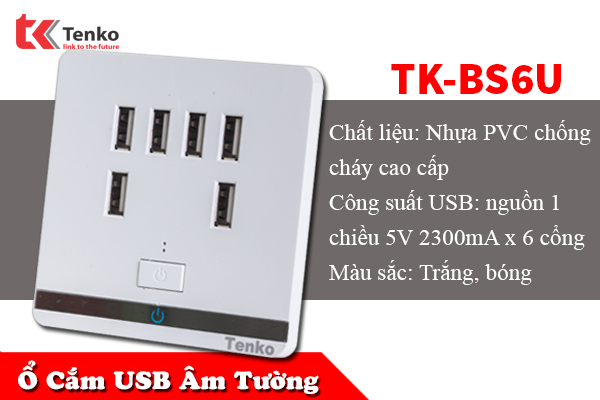 tk Tenko
link to the future
TK-BS6U
Chất liệu: Nhựa PVC chống
cháy cao cấp
Công suất USB: nguồn 1
chiều 5V 2300mA x 6 cổng
Màu sắc: Trắng, bóng
Tenko
Ổ Cắm USB Âm Tường